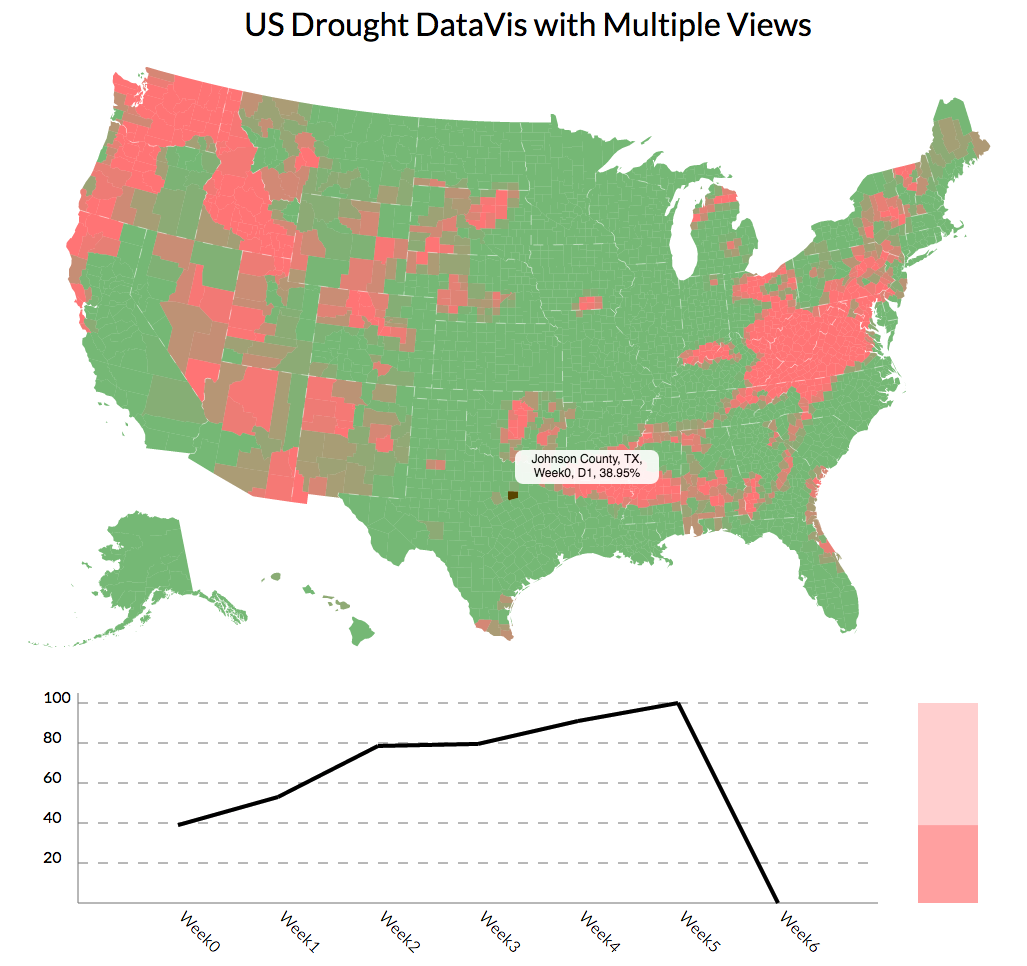 US Drought DataVis with Multiple Views
Johnson County, TX,
Week0, D1, 38.95%
100
80
60
40
20
Week0
Week1
Week2
Week3
Week4
Week5
Week6